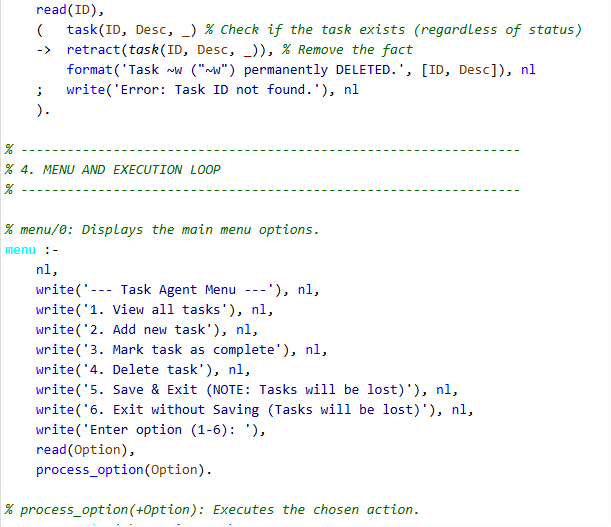 read(ID),
(   task(ID, Desc, _) % Check if the task exists (regardless of status)
->  retract(task(ID, Desc, _)), % Remove the fact
    format('Task ~w ("~w") permanently DELETED.', [ID, Desc]), nl
;   write('Error: Task ID not found.'), nl
).
% -----------------------------------------------------------------
% 4. MENU AND EXECUTION LOOP
% -----------------------------------------------------------------
% menu/0: Displays the main menu options.
menu :-
    nl,
    write('--- Task Agent Menu ---'), nl,
    write('1. View all tasks'), nl,
    write('2. Add new task'), nl,
    write('3. Mark task as complete'), nl,
    write('4. Delete task'), nl,
    write('5. Save & Exit (NOTE: Tasks will be lost)'), nl,
    write('6. Exit without Saving (Tasks will be lost)'), nl,
    write('Enter option (1-6): '),
    read(Option),
    process_option(Option).
% process_option(+Option): Executes the chosen action.